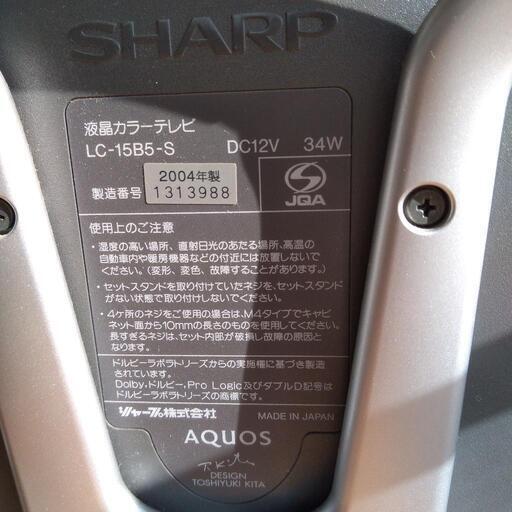 SHARP
液晶カラーテレビ
LC-15B5-S DC12V 34W
2004年製
製造番号 1313988
JQA
使用上のご注意
・湿度の高い場所、直射日光のあたる場所、高温の
自動車内や暖房機器などの付近には放置しないで
ください。(変形、変色、故障することがあります。)
・セットスタンドを取り付けていたネジを、セットスタンド
がない状態で取り付けしないでください。
・4ヶ所のネジをご使用の場合は、M4タイプでキャビ
ネット面から10mmの長さのものを使用してください。
長すぎるネジは、セット内部が破損し故障の原因と
なります。
ドルビーラボラトリーズからの実施権に基づき製造
されています。
Dolby、ドルビー、Pro Logic及びダブルD記号は
ドルビーラボラトリーズの商標です。
シャープ株式会社 MADE IN JAPAN
AQUOS
DESIGN
TOSHIYUKI KITA